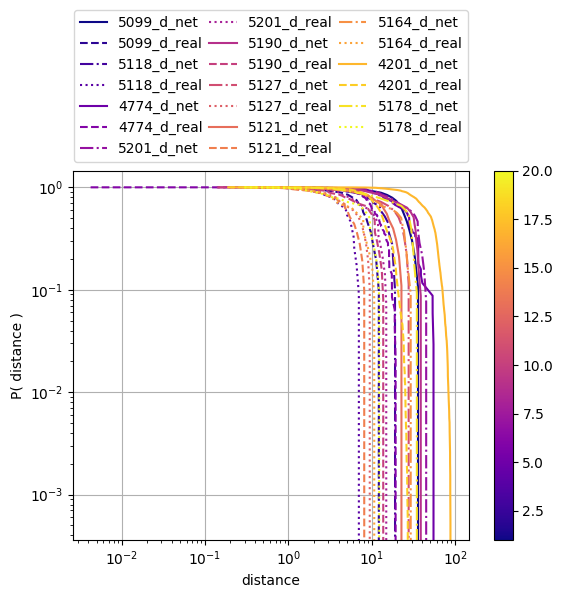 5099_d_net 5201_d_real 5164_d_net
5099_d_real 5190_d_net 5164_d_real
5118_d_net 5190_d_real 4201_d_net
5118_d_real 5127_d_net 4201_d_real
4774_d_net 5127_d_real 5178_d_net
4774_d_real 5121_d_net 5178_d_real
5201_d_net 5121_d_real
20.0
10⁰
17.5
15.0
10⁻¹
12.5
P( distance )
10.0
10⁻²
7.5
5.0
10⁻³
2.5
10⁻² 10⁻¹ 10⁰ 10¹ 10²
distance